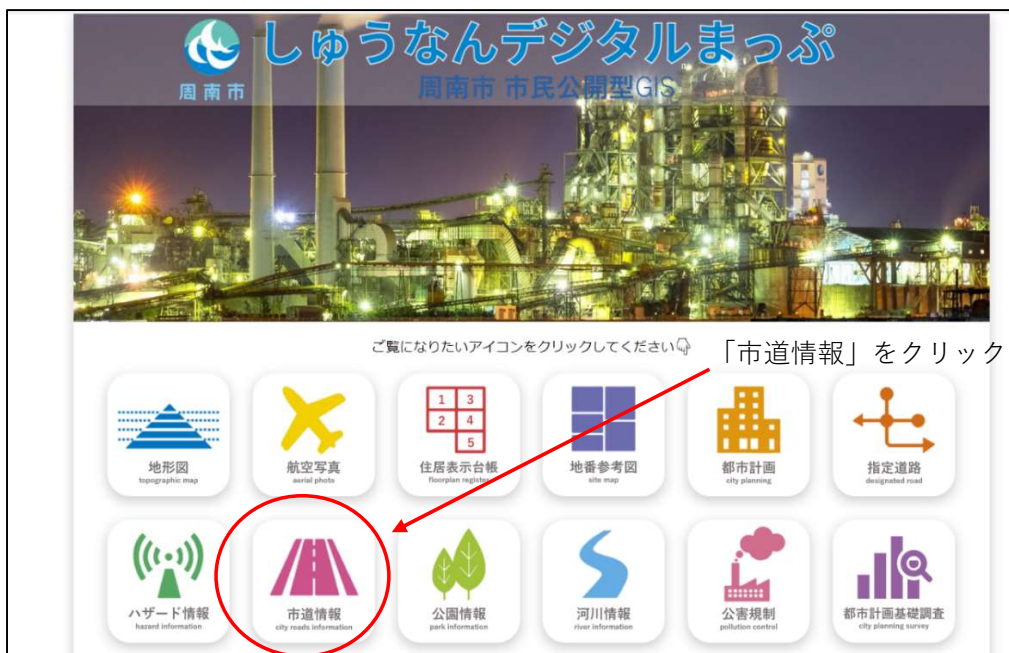 しゅうなんデジタルまっぷ
周南市
周南市 市民公開型GIS
ご覧になりたいアイコンをクリックしてください
「市道情報」をクリック
1 3
2 4
5
地形図
topographic map
航空写真
aerial photo
住居表示台帳
floorplan register
地番参考図
site map
都市計画
city planning
指定道路
designated road
ハザード情報
hazard information
市道情報
city roads information
公園情報
park information
河川情報
river information
公害規制
pollution control
都市計画基礎調査
city planning survey